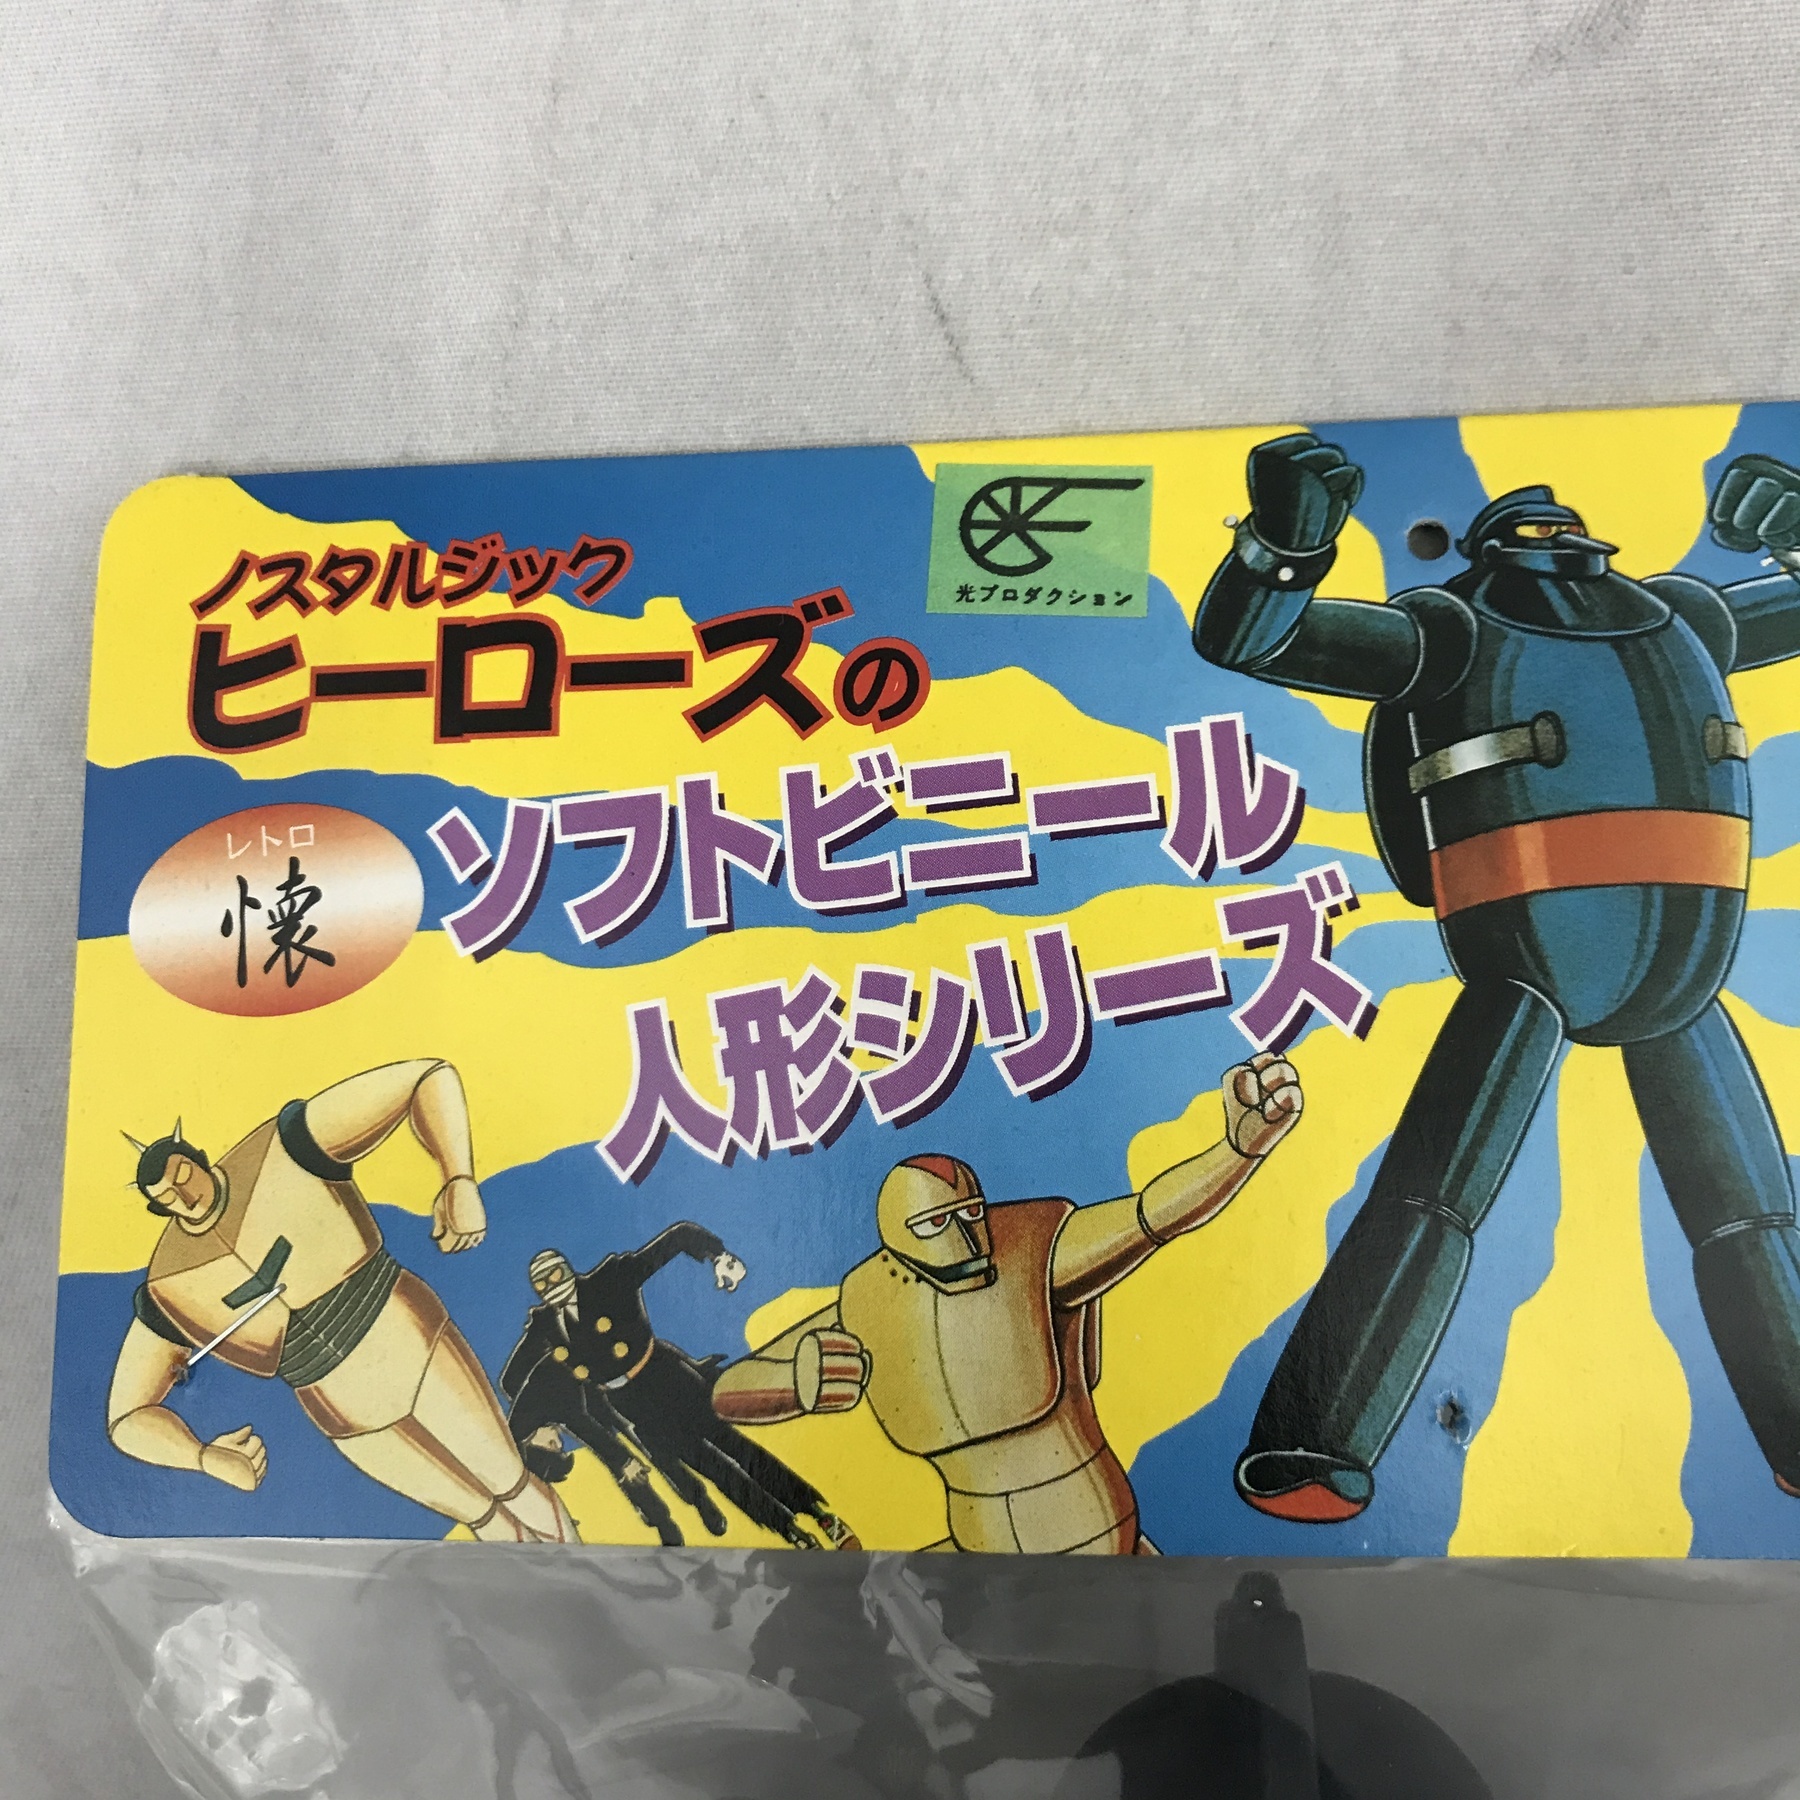 ノスタルジック
ヒーローズの
光プロダクション
レトロ
懐
ソフトビニール
人形シリーズ